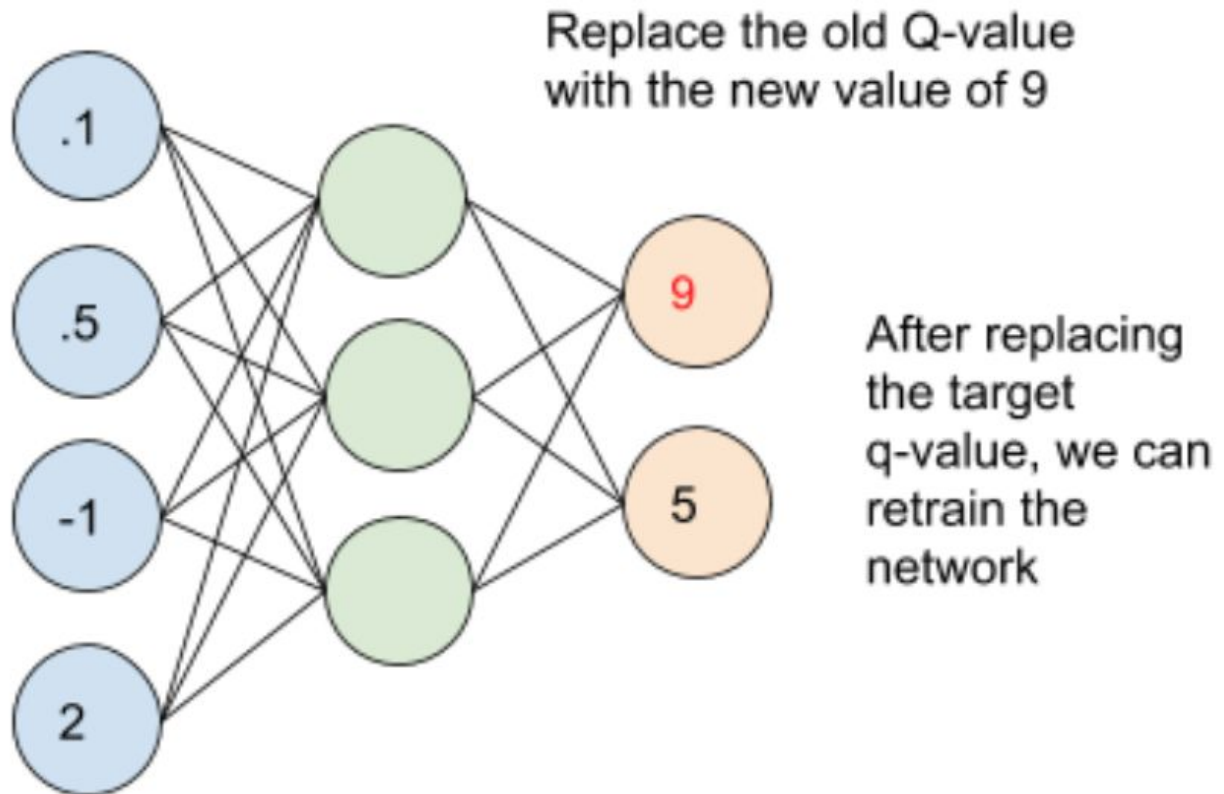 Replace the old Q-value
with the new value of 9
.1
.5
-1
2
9
5
After replacing
the target
q-value, we can
retrain the
network